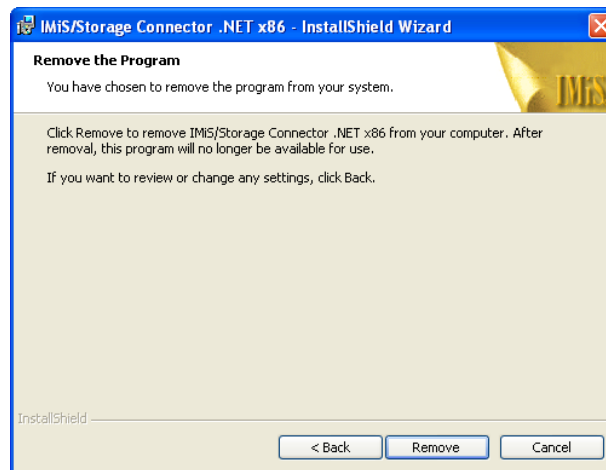 IMiS/Storage Connector .NET x86 - InstallShield Wizard
Remove the Program
You have chosen to remove the program from your system.
IMiS
Click Remove to remove IMiS/Storage Connector .NET x86 from your computer. After
removal, this program will no longer be available for use.
If you want to review or change any settings, click Back.
InstallShield
< Back
Remove
Cancel